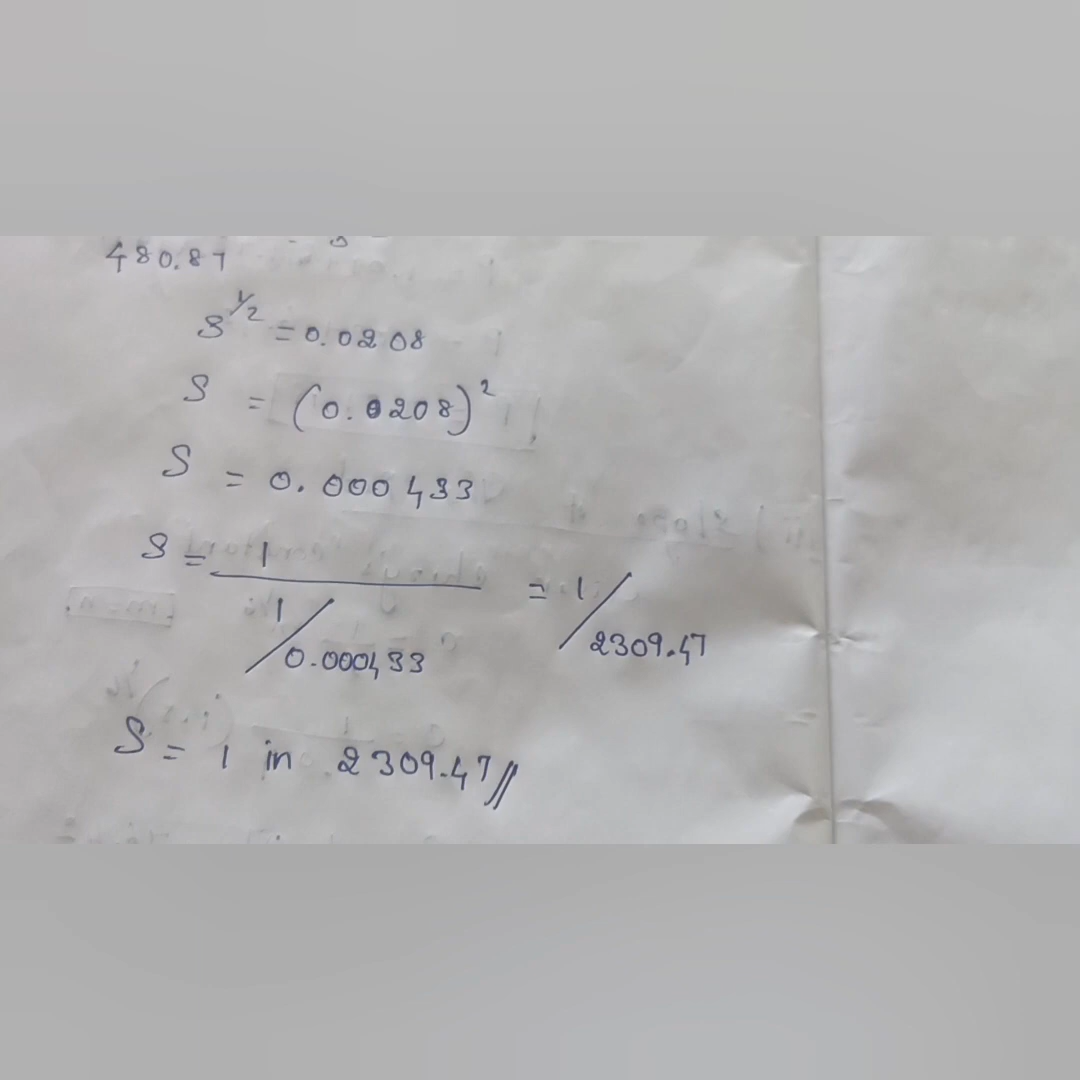 480.87
S^1/2 = 0.0208
S = (0.0208)²
S = 0.000433
S = 1 / 1/0.000433 = 1/2309.47
S = 1 in 2309.47//